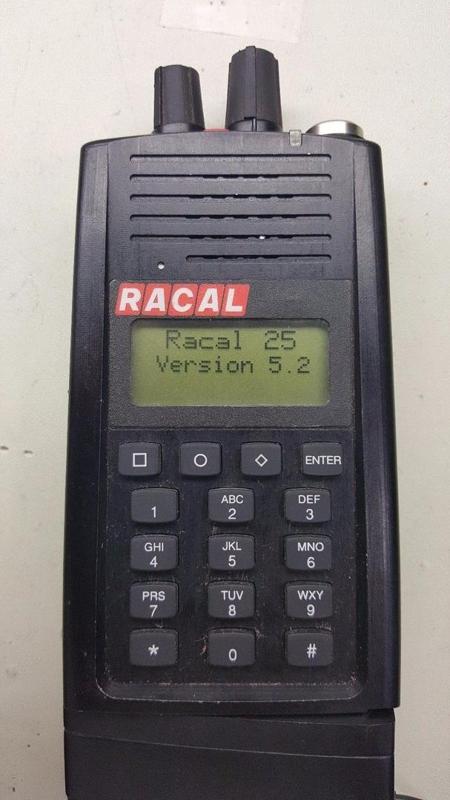 RACAL
Racal 25
Version 5.2
ENTER
1
ABC
2
DEF
3
GHI
4
JKL
5
MNO
6
PRS
7
TUV
8
WXY
9
*
0
#